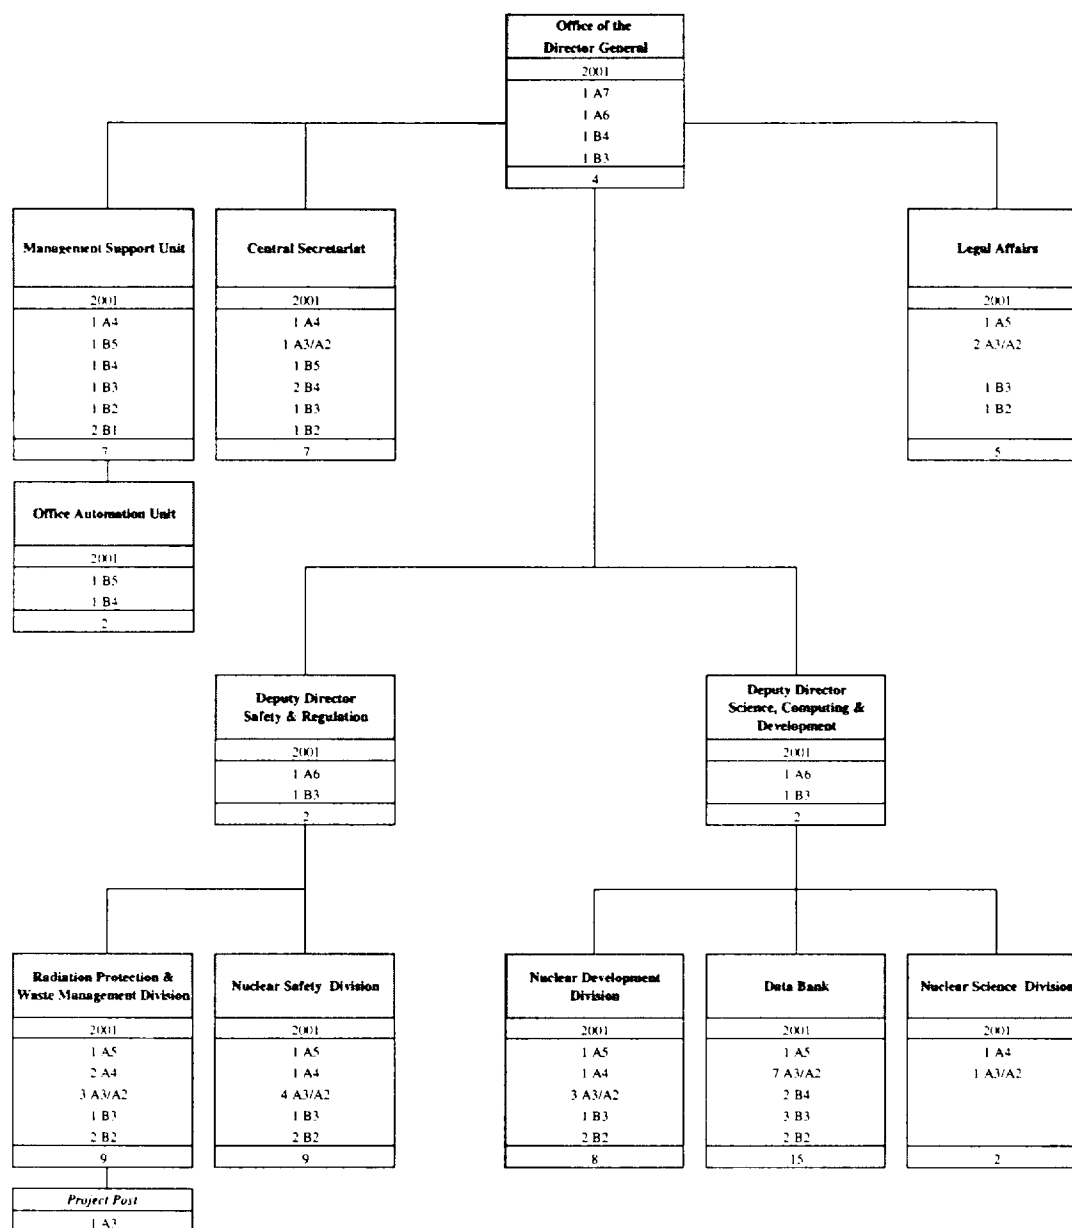 Office of the
Director General
2001
1 A7
1 A6
1 B4
1 B3
4
Management Support Unit
2001
1 A4
1 B5
1 B4
1 B3
1 B2
2 B1
7
Central Secretariat
2001
1 A4
1 A3/A2
1 B5
2 B4
1 B3
1 B2
7
Legal Affairs
2001
1 A5
2 A3/A2
1 B3
1 B2
5
Office Automation Unit
2001
1 B5
1 B4
2
Deputy Director
Safety & Regulation
2001
1 A6
1 B3
2
Deputy Director
Science, Computing &
Development
2001
1 A6
1 B3
2
Radiation Protection &
Waste Management Division
2001
1 A5
2 A4
3 A3/A2
1 B3
2 B2
9
Project Post
1 A3
Nuclear Safety Division
2001
1 A5
1 A4
4 A3/A2
1 B3
2 B2
9
Nuclear Development
Division
2001
1 A5
1 A4
3 A3/A2
1 B3
2 B2
8
Data Bank
2001
1 A5
7 A3/A2
2 B4
3 B3
2 B2
15
Nuclear Science Division
2001
1 A4
1 A3/A2
2